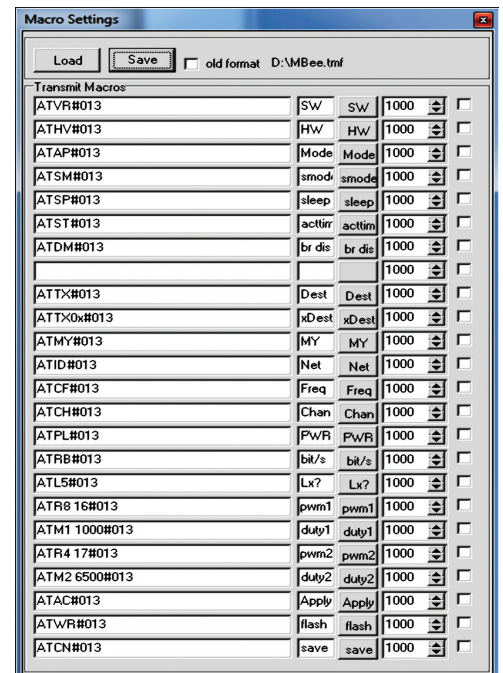 Macro Settings
Load Save old format D:\MBee.tmf
Transmit Macros
ATVR#013 SW SW 1000
ATHV#013 HW HW 1000
ATAP#013 Mode Mode 1000
ATSM#013 smod smode 1000
ATSP#013 sleep sleep 1000
ATST#013 acttim acttim 1000
ATDM#013 br dis br dis 1000
1000
ATTX#013 Dest Dest 1000
ATTX0x#013 xDest xDest 1000
ATMY#013 MY MY 1000
ATID#013 Net Net 1000
ATCF#013 Freq Freq 1000
ATCH#013 Chan Chan 1000
ATPL#013 PWR PWR 1000
ATRB#013 bit/s bit/s 1000
ATL5#013 Lx? Lx? 1000
ATR8 16#013 pwm1 pwm1 1000
ATM1 1000#013 duty1 duty1 1000
ATR4 17#013 pwm2 pwm2 1000
ATM2 6500#013 duty2 duty2 1000
ATAC#013 Apply Apply 1000
ATWR#013 flash flash 1000
ATCN#013 save save 1000